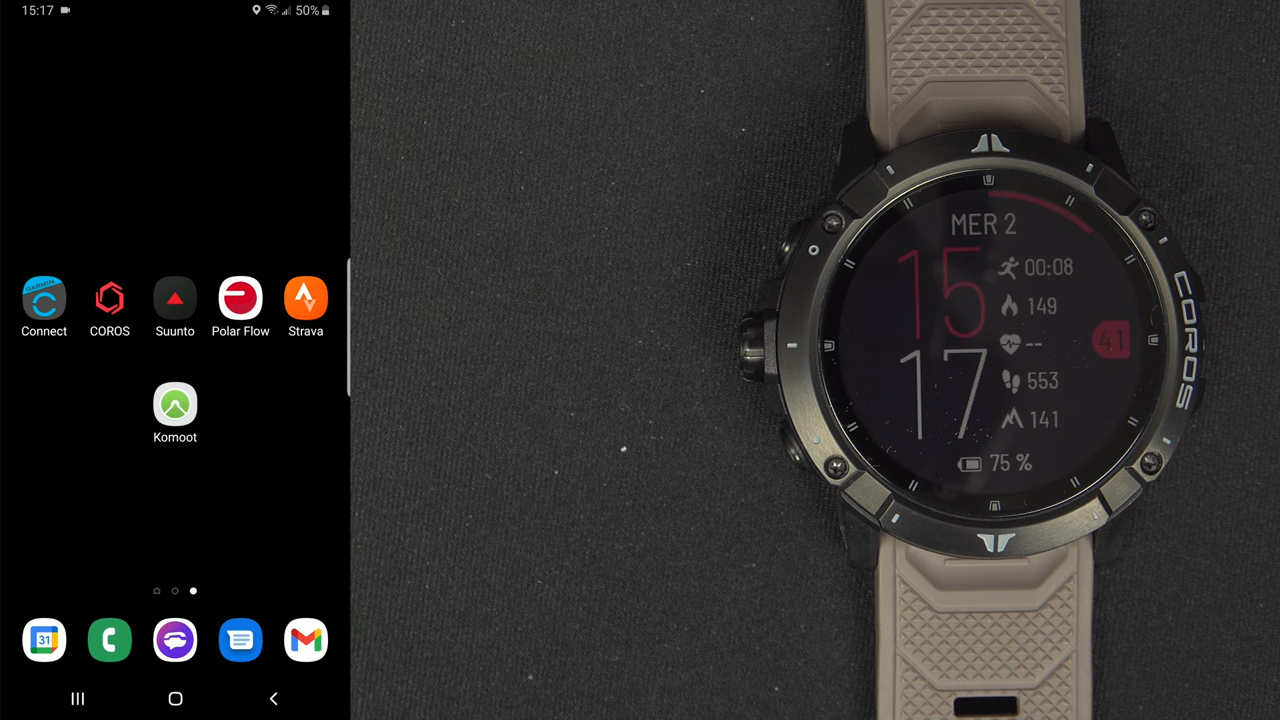 15:17
50%
GARMIN
Connect
COROS
Suunto
Polar Flow
Strava
Komoot
31
MER 2
15
17
00:08
149
--
553
141
41
75 %
COROS